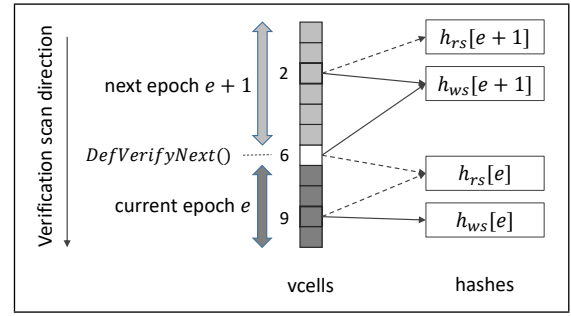 Verification scan direction
next epoch e + 1
DefVerifyNext()
current epoch e
2
6
9
vcells
h_rs[e + 1]
h_ws[e + 1]
h_rs[e]
h_ws[e]
hashes